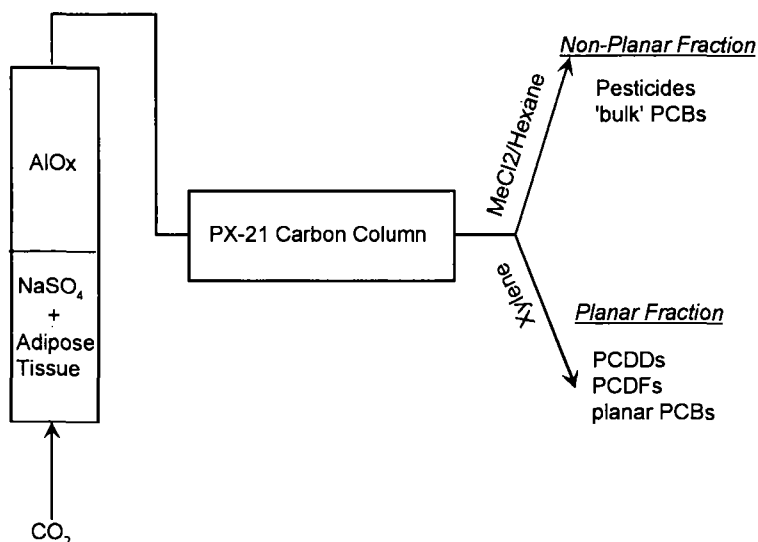 AlOx
NaSO₄
+
Adipose
Tissue
CO₂
PX-21 Carbon Column
MeCl2/Hexane
Xylene
Non-Planar Fraction
Pesticides
'bulk' PCBs
Planar Fraction
PCDDs
PCDFs
planar PCBs